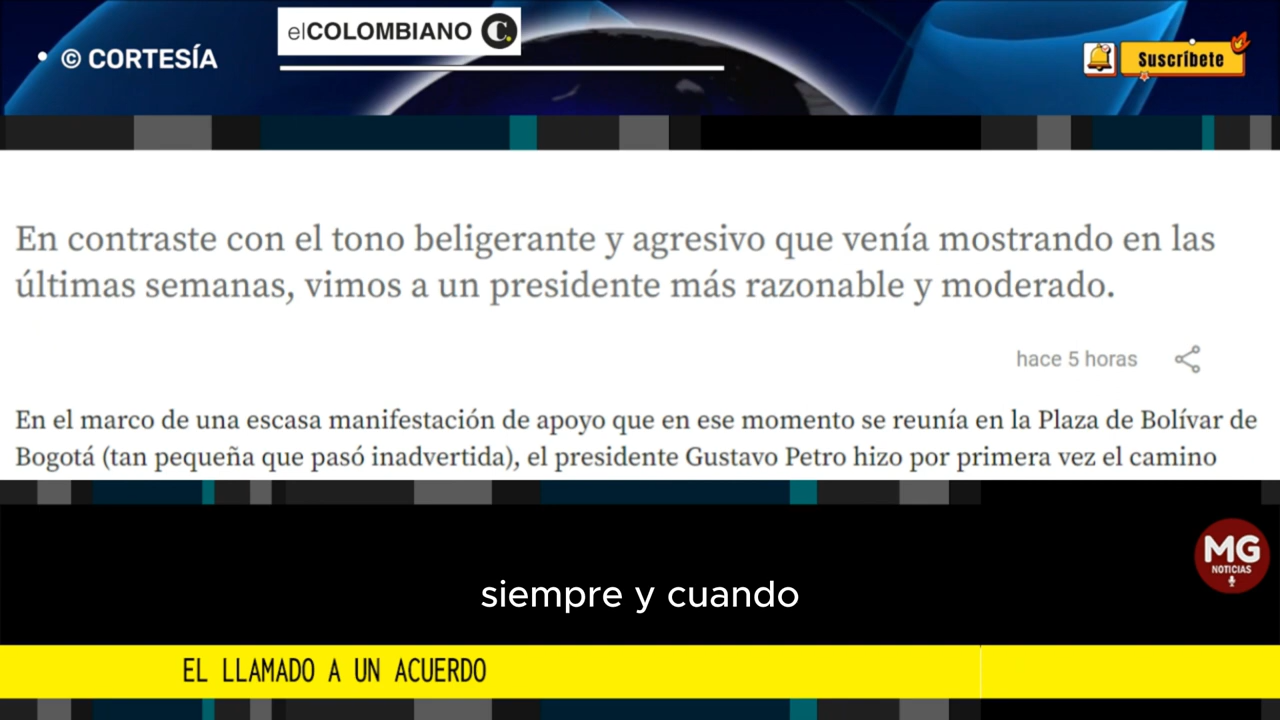 © CORTESÍA
elCOLOMBIANO C.
Suscríbete
En contraste con el tono beligerante y agresivo que venía mostrando en las
últimas semanas, vimos a un presidente más razonable y moderado.
hace 5 horas
En el marco de una escasa manifestación de apoyo que en ese momento se reunía en la Plaza de Bolívar de
Bogotá (tan pequeña que pasó inadvertida), el presidente Gustavo Petro hizo por primera vez el camino
MG
NOTICIAS
siempre y cuando
EL LLAMADO A UN ACUERDO